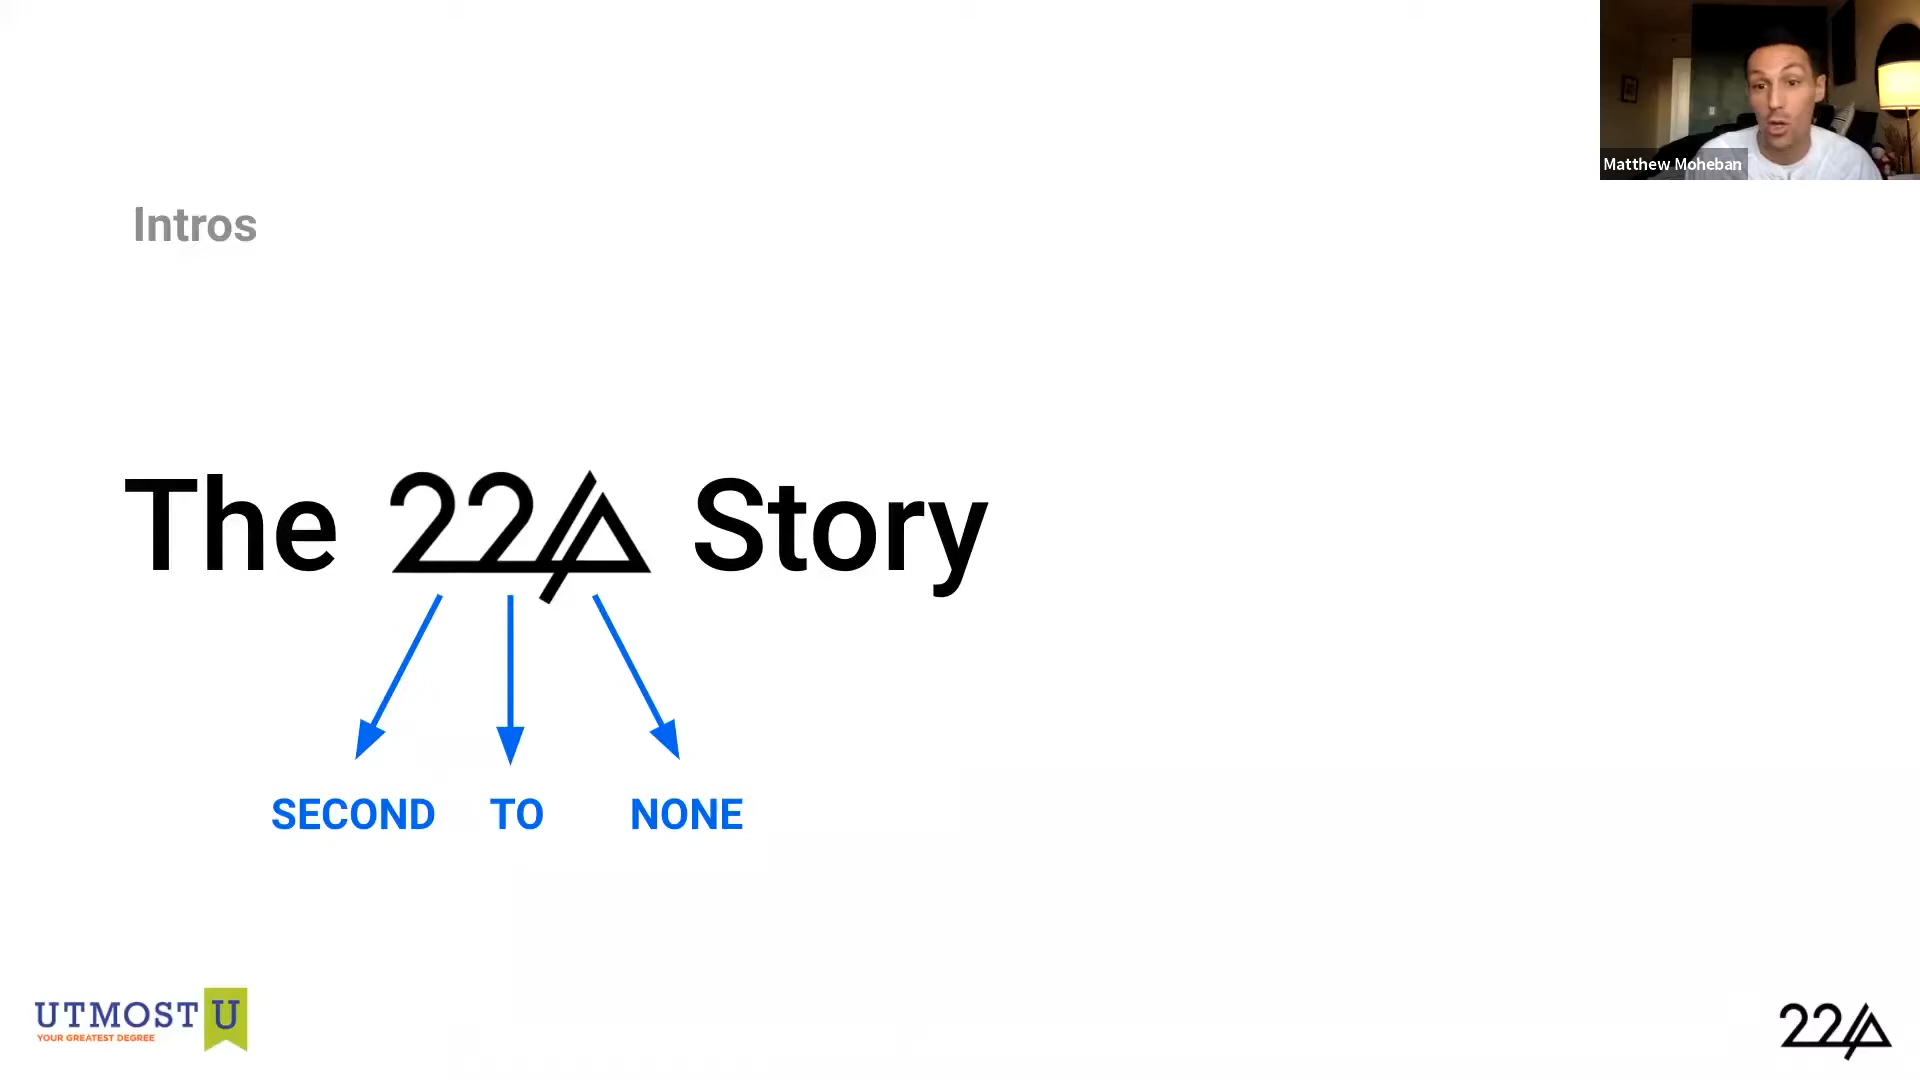 Matthew Moheban
Intros
The 22 Story
SECOND TO NONE
UTMOST U
YOUR GREATEST DEGREE
22